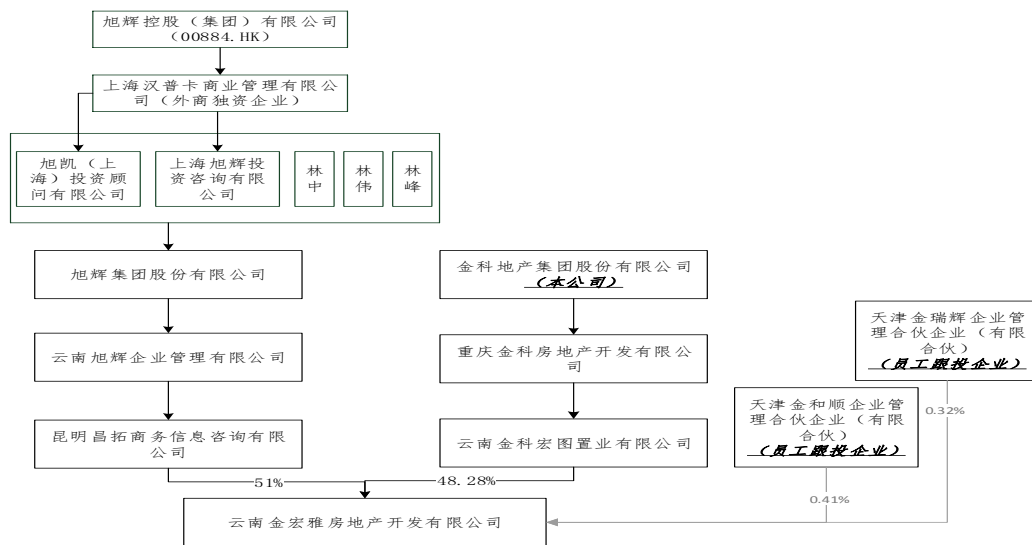 旭辉控股（集团）有限公司
（00884.HK）
上海汉普卡商业管理有限公
司（外商独资企业）
旭凯（上
海）投资顾
问有限公司
上海旭辉投
资咨询有限
公司
林
中
林
伟
林
峰
旭辉集团股份有限公司
金科地产集团股份有限公司
（本公司）
天津金瑞辉企业管
理合伙企业（有限
合伙）
（员工跟投企业）
云南旭辉企业管理有限公司
重庆金科房地产开发有限公
司
0.32%
天津金和顺企业管
理合伙企业（有限
合伙）
（员工跟投企业）
昆明昌拓商务信息咨询有限
公司
云南金科宏图置业有限公司
51%
48.28%
0.41%
云南金宏雅房地产开发有限公司